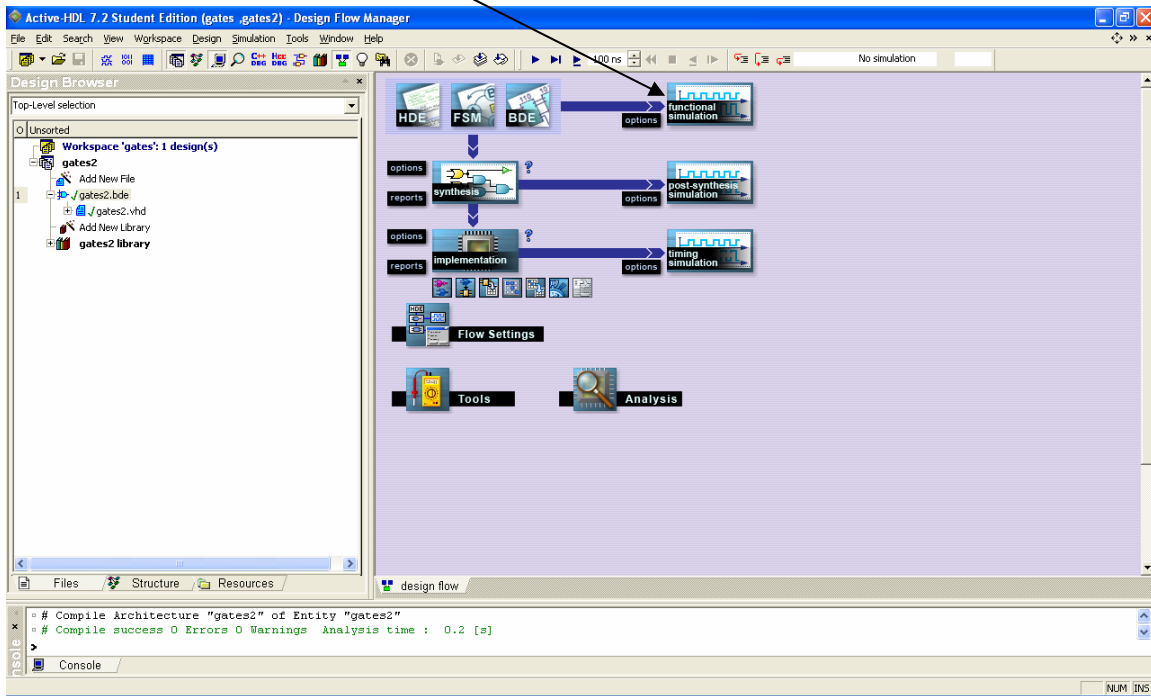 Active-HDL 7.2 Student Edition (gates ,gates2) - Design Flow Manager
File Edit Search View Workspace Design Simulation Tools Window Help
C++ DBG HDL DBG 100 ns No simulation
Design Browser
Top-Level selection
O Unsorted
Workspace 'gates': 1 design(s)
gates2
Add New File
1 gates2.bde
gates2.vhd
Add New Library
gates2 library
Files Structure Resources
HDE FSM BDE
options
functional simulation
options
reports
synthesis
?
options
post-synthesis simulation
options
reports
implementation
?
options
timing simulation
HDL
Flow Settings
Tools
Analysis
design flow
# Compile Architecture "gates2" of Entity "gates2"
# Compile success 0 Errors 0 Warnings Analysis time : 0.2 [s]
>
Console
NUM INS